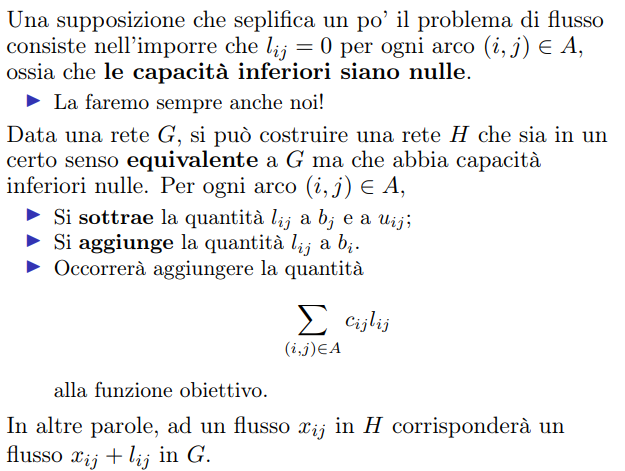 Una supposizione che seplifica un po' il problema di flusso
consiste nell'imporre che l_{ij} = 0 per ogni arco (i, j) ∈ A,
ossia che le capacità inferiori siano nulle.
▶ La faremo sempre anche noi!
Data una rete G, si può costruire una rete H che sia in un
certo senso equivalente a G ma che abbia capacità
inferiori nulle. Per ogni arco (i, j) ∈ A,
▶ Si sottrae la quantità l_{ij} a b_j e a u_{ij};
▶ Si aggiunge la quantità l_{ij} a b_i.
▶ Occorrerà aggiungere la quantità
∑_{(i,j)∈A} c_{ij}l_{ij}
alla funzione obiettivo.
In altre parole, ad un flusso x_{ij} in H corrisponderà un
flusso x_{ij} + l_{ij} in G.